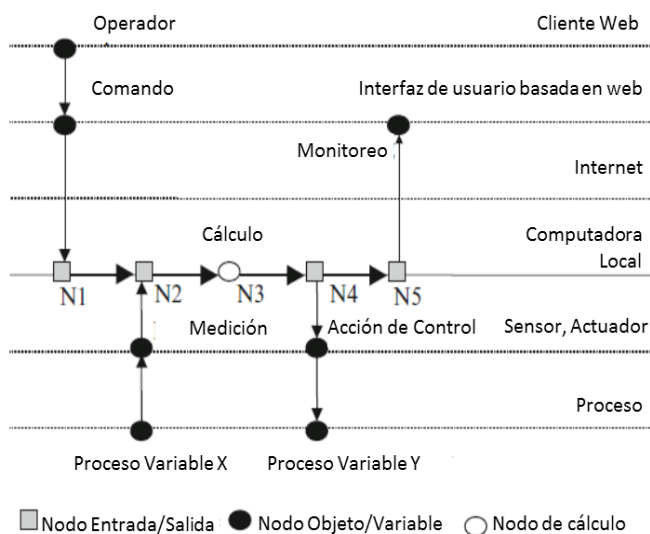 Operador
Cliente Web
Comando
Interfaz de usuario basada en web
Monitoreo
Internet
Cálculo
Computadora
Local
N1
N2
N3
N4
N5
Medición
Acción de Control
Sensor, Actuador
Proceso
Proceso Variable X
Proceso Variable Y
Nodo Entrada/Salida
Nodo Objeto/Variable
Nodo de cálculo